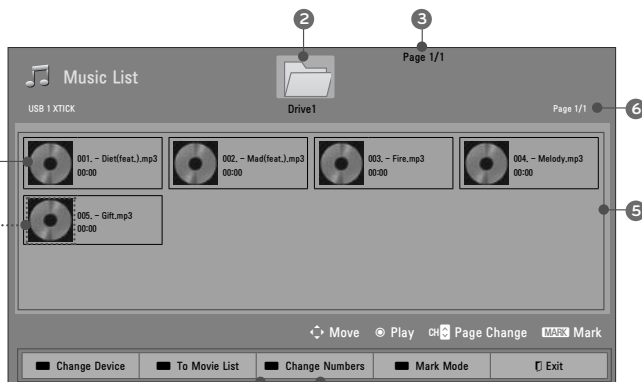 2 3
Page 1/1
Music List
USB 1 XTICK Drive1 Page 1/1 6
001. - Diet(feat.).mp3 002. - Mad(feat.).mp3 003. - Fire.mp3 004. - Melody.mp3
00:00 00:00 00:00 00:00
005. - Gift.mp3 5
00:00
Move Play CH Page Change MARK Mark
Change Device To Movie List Change Numbers Mark Mode Exit